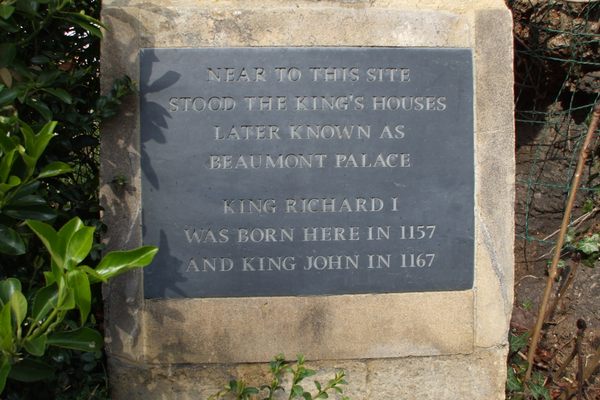 NEAR TO THIS SITE
STOOD THE KING'S HOUSES
LATER KNOWN AS
BEAUMONT PALACE
KING RICHARD I
WAS BORN HERE IN 1157
AND KING JOHN IN 1167